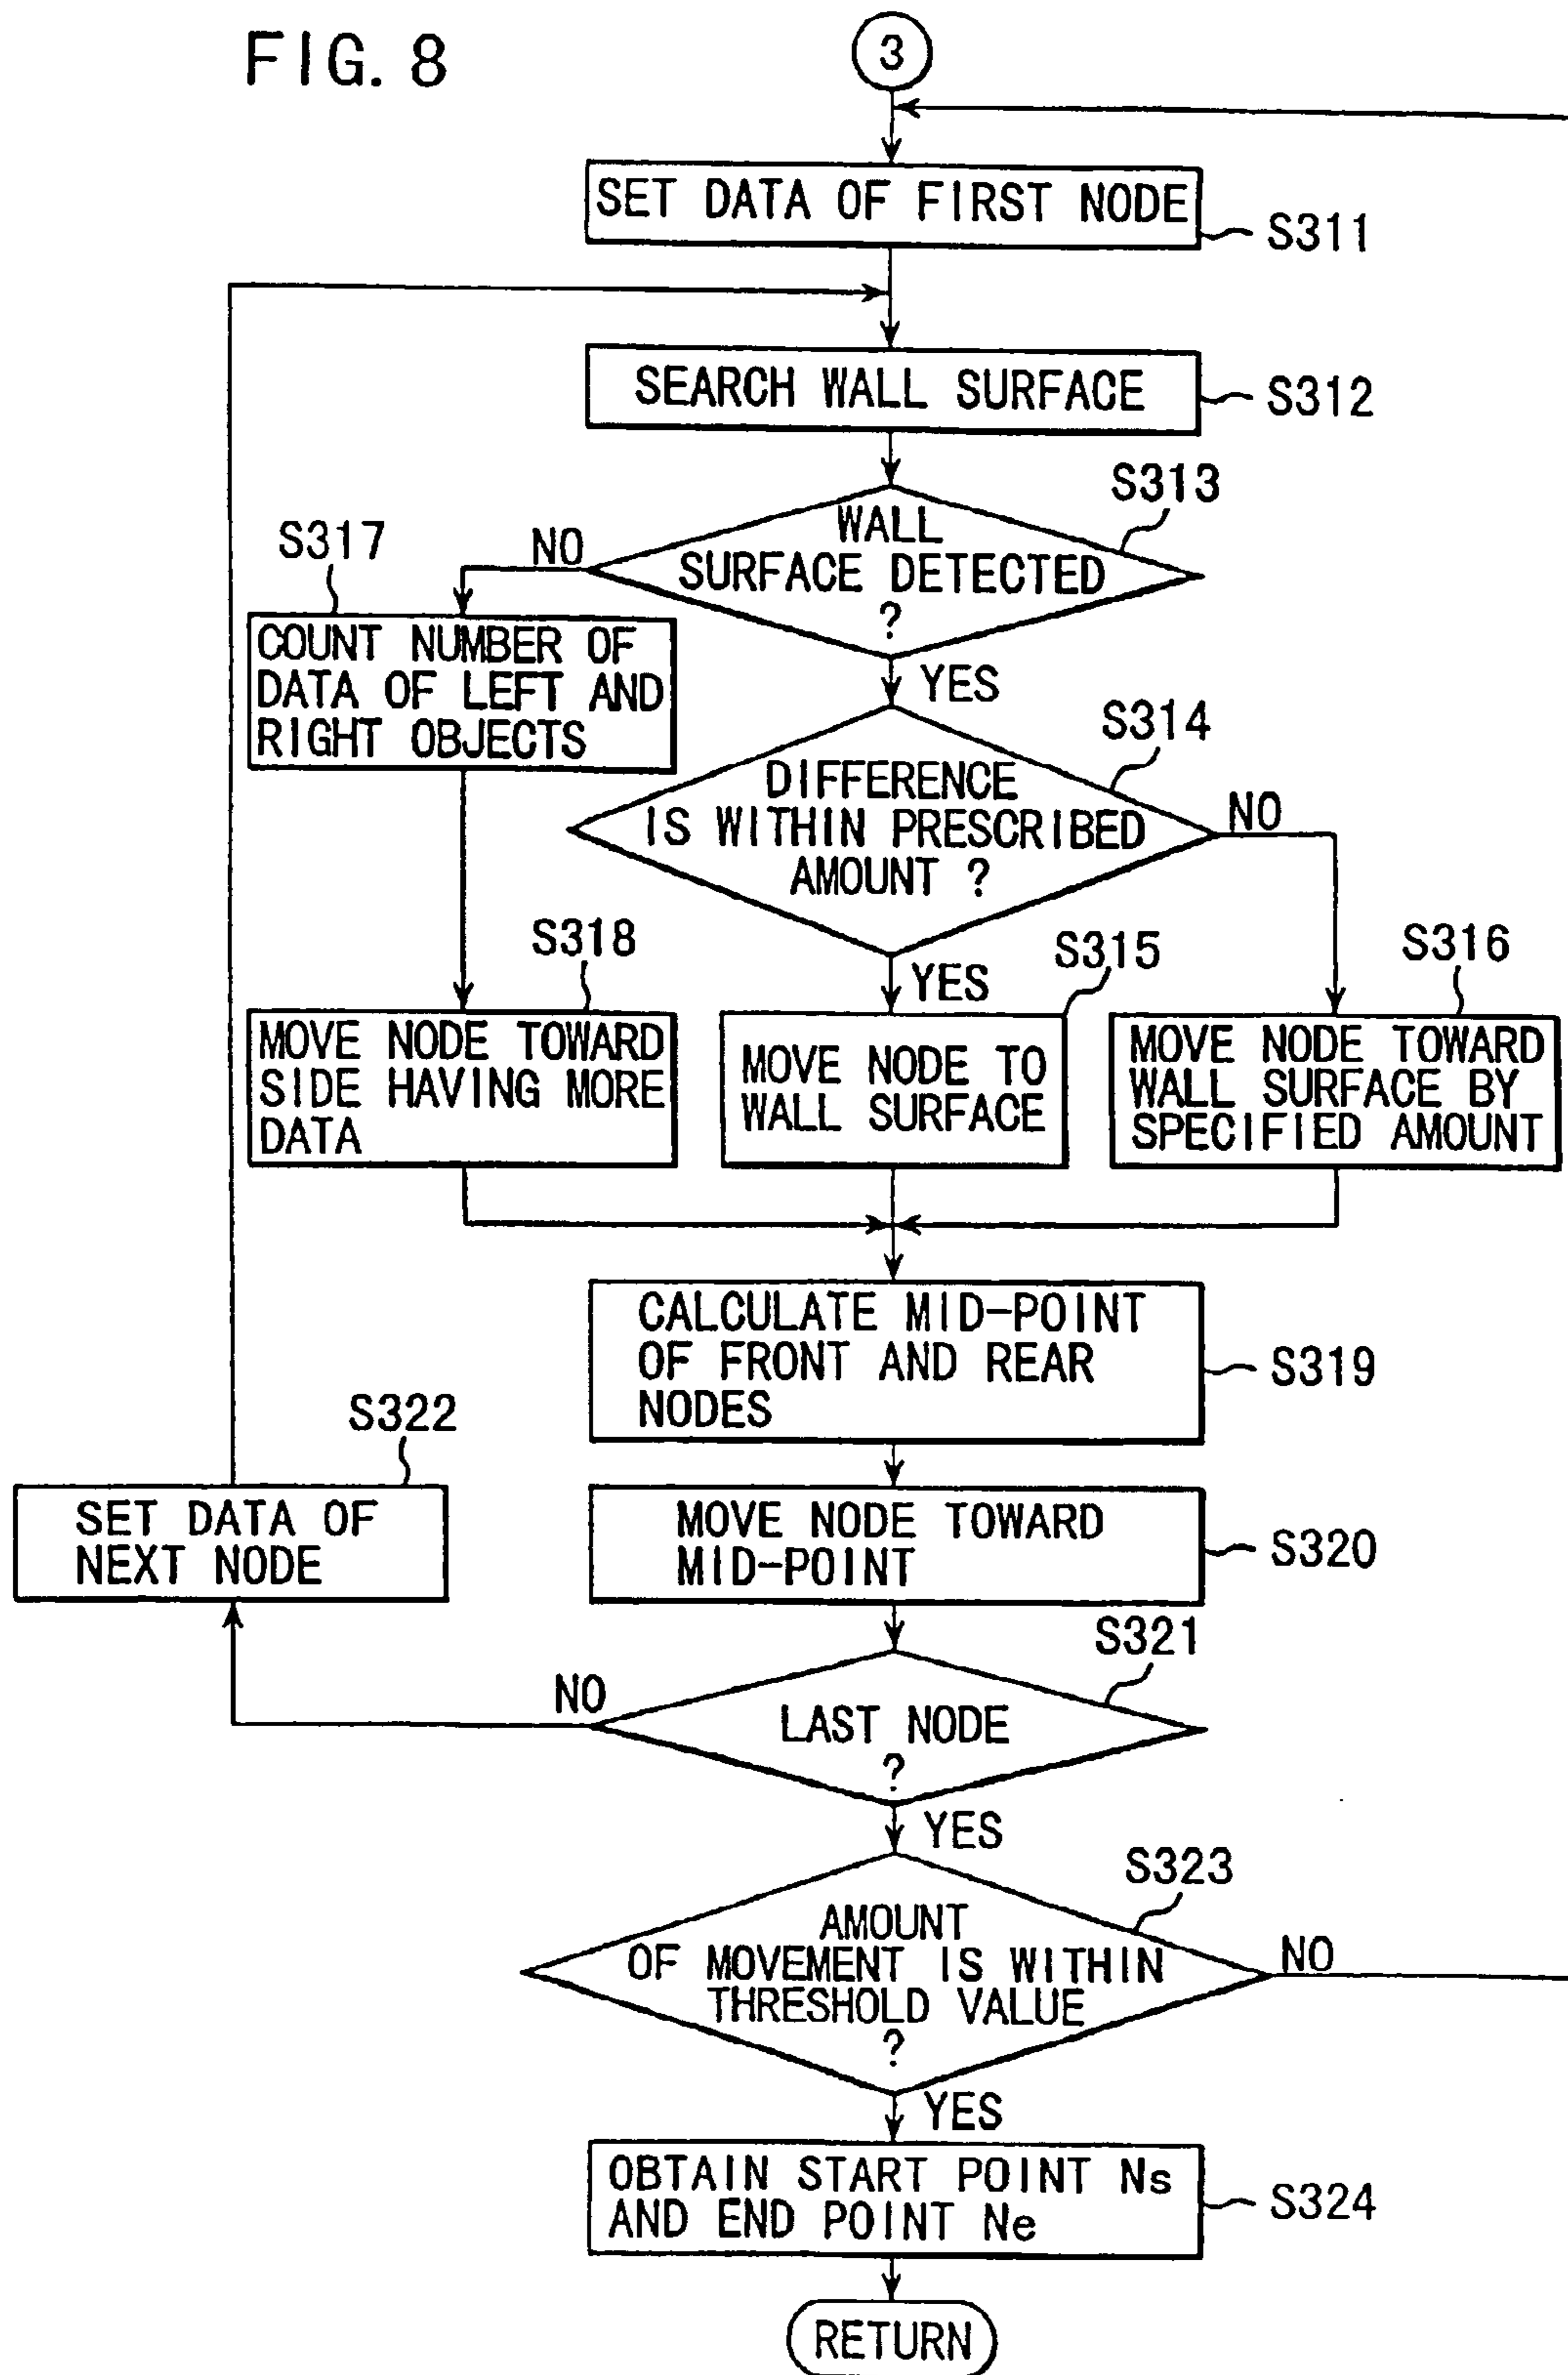 FIG. 8
3
SET DATA OF FIRST NODE
S311
SEARCH WALL SURFACE
S312
S313
WALL
SURFACE DETECTED
?
NO
YES
S317
COUNT NUMBER OF
DATA OF LEFT AND
RIGHT OBJECTS
S314
DIFFERENCE
IS WITHIN PRESCRIBED
AMOUNT ?
NO
YES
S318
MOVE NODE TOWARD
SIDE HAVING MORE
DATA
S315
MOVE NODE TO
WALL SURFACE
S316
MOVE NODE TOWARD
WALL SURFACE BY
SPECIFIED AMOUNT
CALCULATE MID-POINT
OF FRONT AND REAR
NODES
S319
S322
SET DATA OF
NEXT NODE
MOVE NODE TOWARD
MID-POINT
S320
S321
NO
LAST NODE
?
YES
S323
AMOUNT
OF MOVEMENT IS WITHIN
THRESHOLD VALUE
?
NO
YES
OBTAIN START POINT Ns
AND END POINT Ne
S324
RETURN